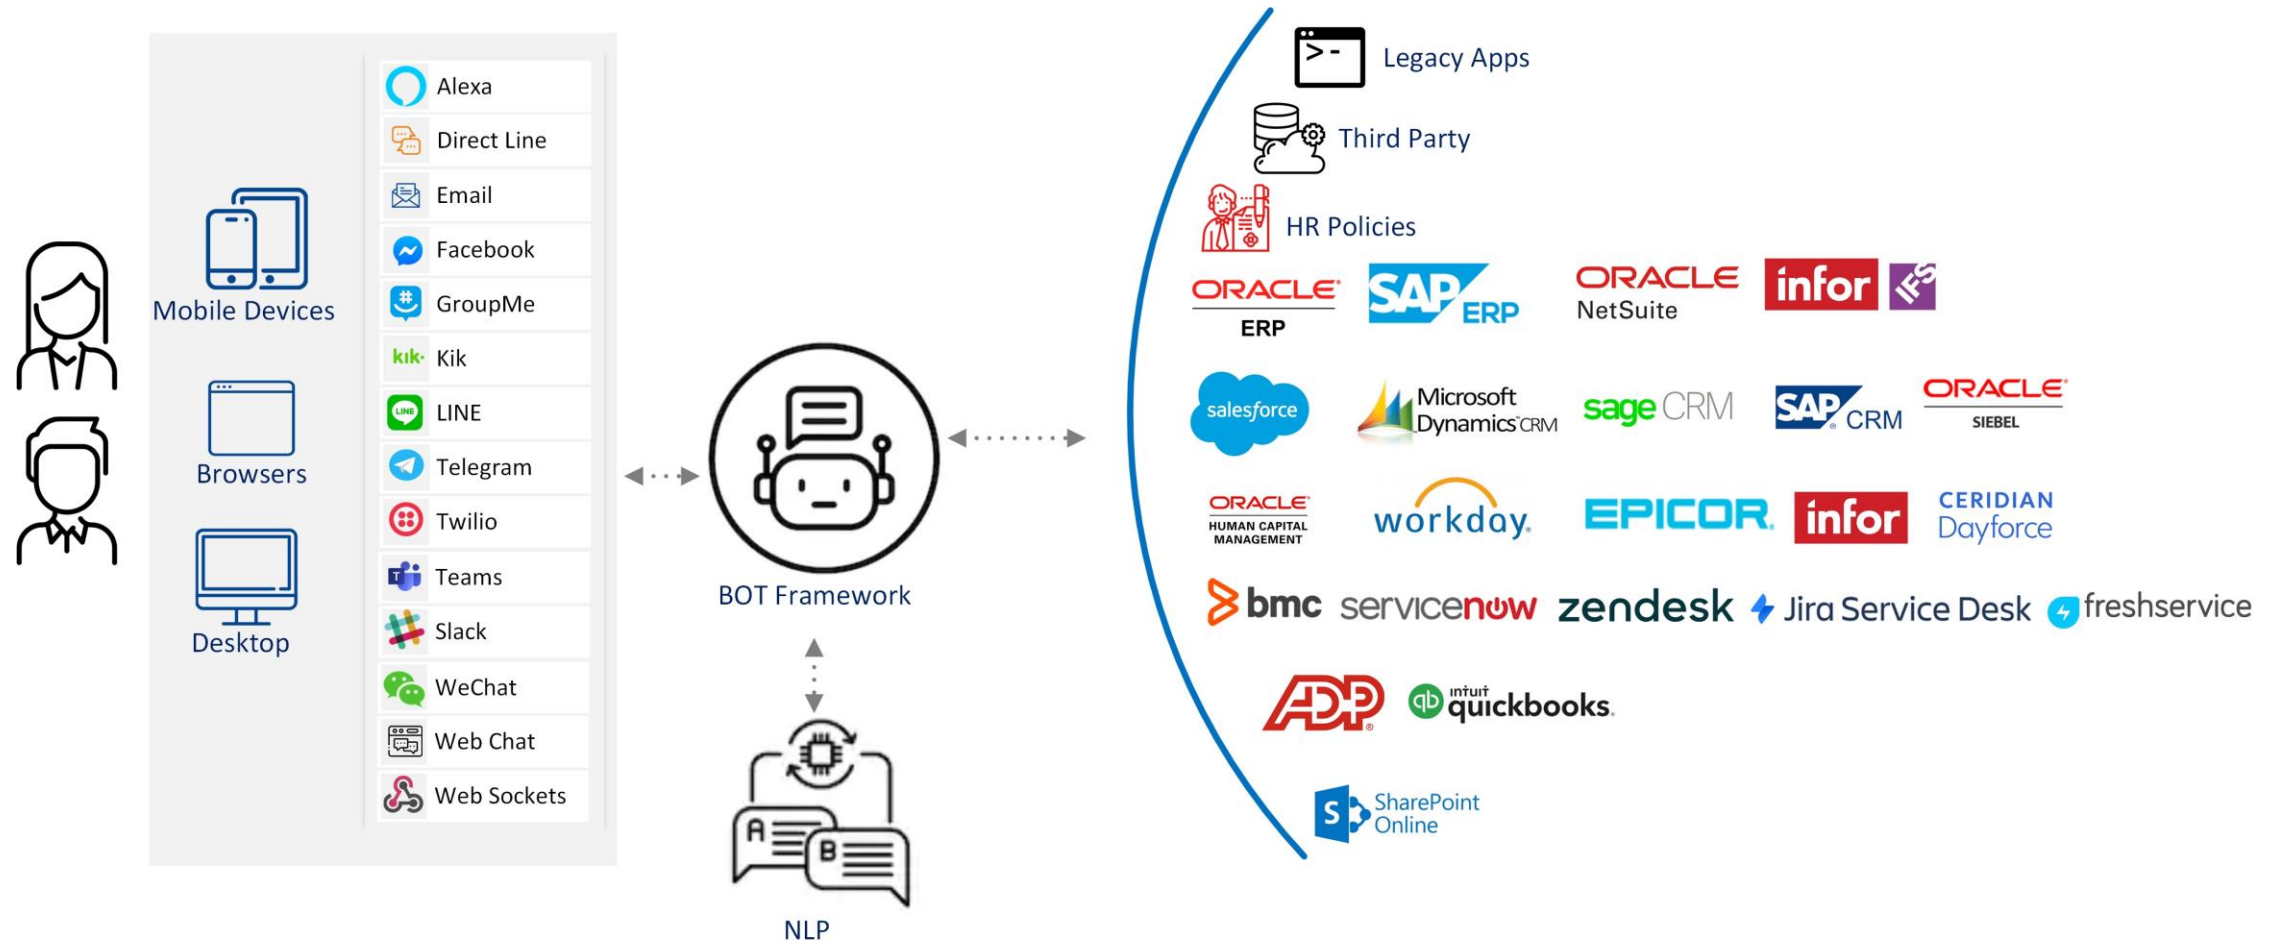 Alexa
Direct Line
Email
Facebook
GroupMe
kik. Kik
LINE LINE
Telegram
Twilio
T Teams
Slack
WeChat
Web Chat
Web Sockets
Mobile Devices
Browsers
Desktop
BOT Framework
A
B
NLP
>- Legacy Apps
Third Party
HR Policies
ORACLE®
ERP
SAP ERP
ORACLE
NetSuite
infor
IFS
salesforce
Microsoft
Dynamics™CRM
sage CRM
SAP® CRM
ORACLE®
SIEBEL
ORACLE®
HUMAN CAPITAL
MANAGEMENT
workday®
EPICOR.
infor
CERIDIAN
Dayforce
bmc
servicenow
zendesk
Jira Service Desk
freshservice
ADP®
qb
intuit
quickbooks.
S
SharePoint
Online